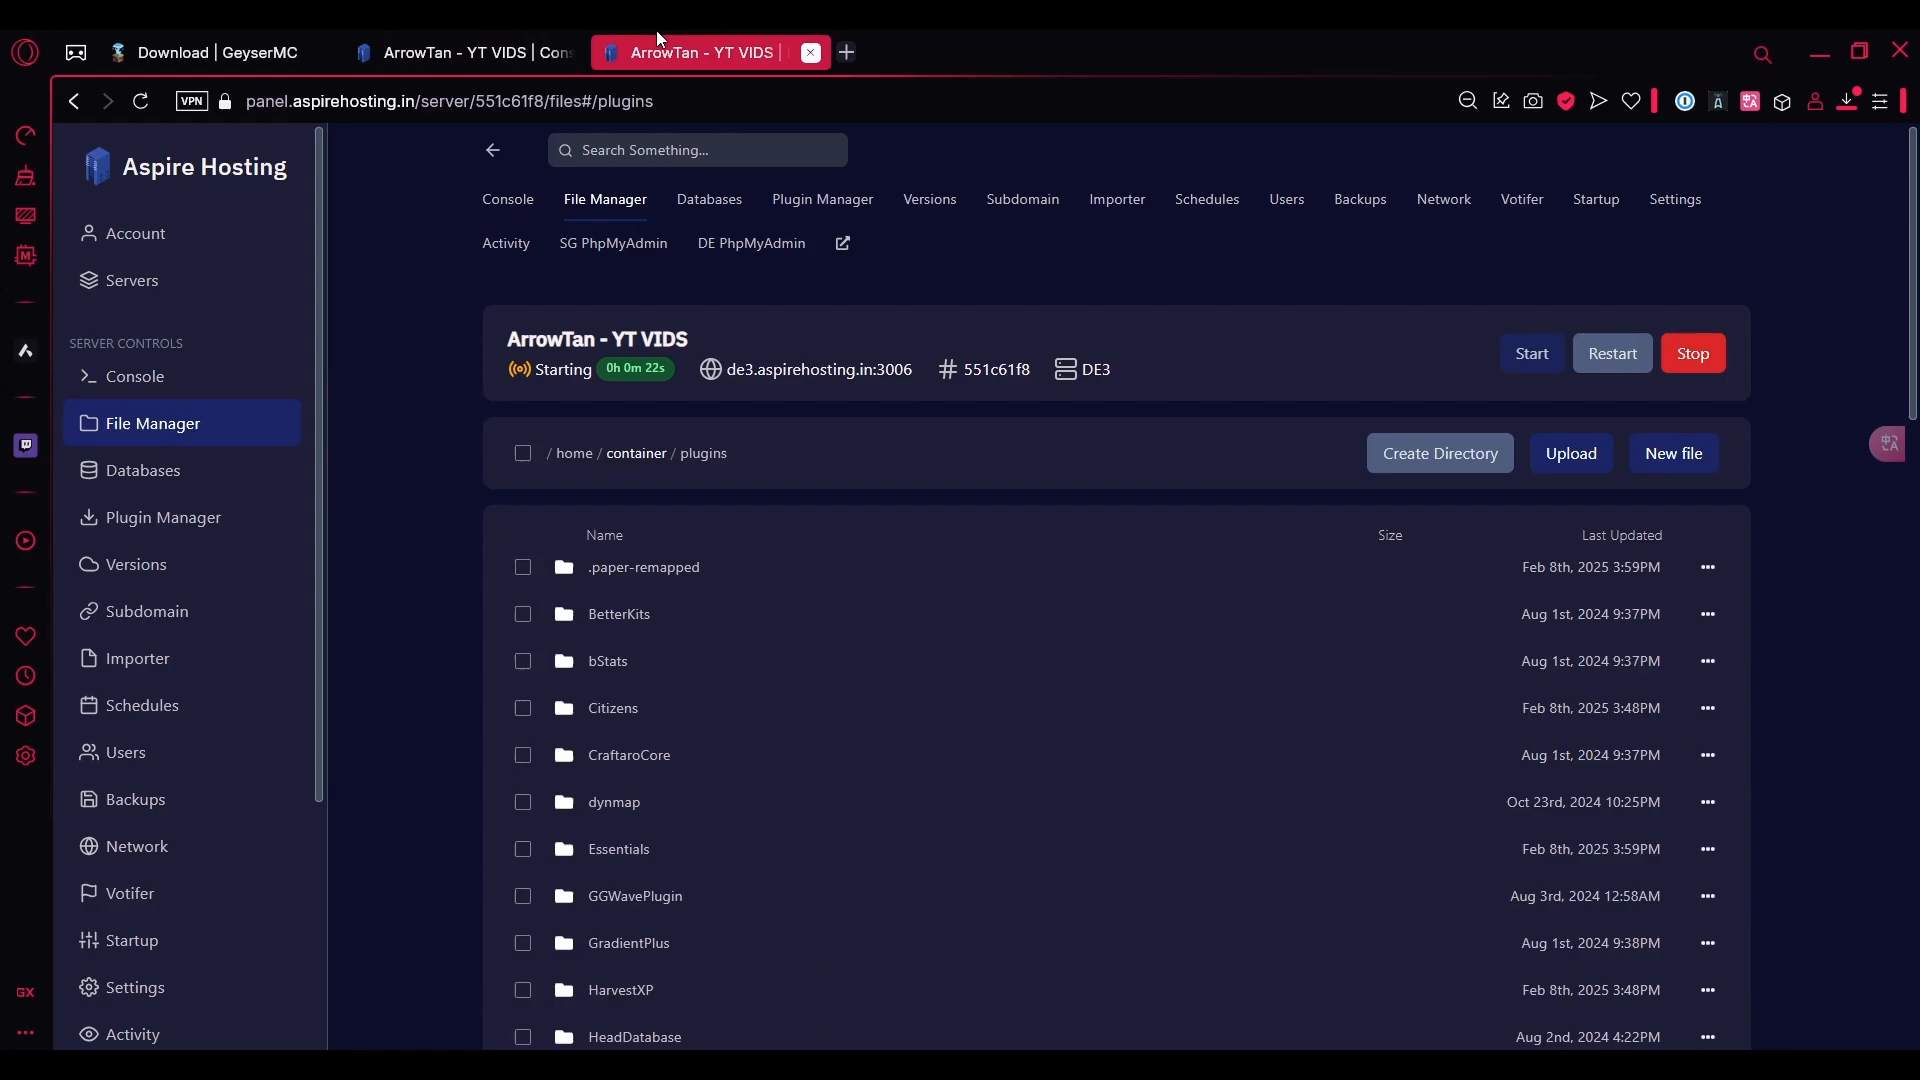 Download | GeyserMC
ArrowTan - YT VIDS | Cons
ArrowTan - YT VIDS |
VPN
panel.aspirehosting.in/server/551c61f8/files#/plugins
Aspire Hosting
Account
Servers
SERVER CONTROLS
Console
File Manager
Databases
Plugin Manager
Versions
Subdomain
Importer
Schedules
Users
Backups
Network
Votifer
Startup
Settings
Activity
GX
Search Something...
Console File Manager Databases Plugin Manager Versions Subdomain Importer Schedules Users Backups Network Votifer Startup Settings
Activity SG PhpMyAdmin DE PhpMyAdmin
ArrowTan - YT VIDS
Starting 0h 0m 22s de3.aspirehosting.in:3006 551c61f8 DE3
Start Restart Stop
/ home / container / plugins
Create Directory Upload New file
Name Size Last Updated
.paper-remapped Feb 8th, 2025 3:59PM
BetterKits Aug 1st, 2024 9:37PM
bStats Aug 1st, 2024 9:37PM
Citizens Feb 8th, 2025 3:48PM
CraftaroCore Aug 1st, 2024 9:37PM
dynmap Oct 23rd, 2024 10:25PM
Essentials Feb 8th, 2025 3:59PM
GGWavePlugin Aug 3rd, 2024 12:58AM
GradientPlus Aug 1st, 2024 9:38PM
HarvestXP Feb 8th, 2025 3:48PM
HeadDatabase Aug 2nd, 2024 4:22PM